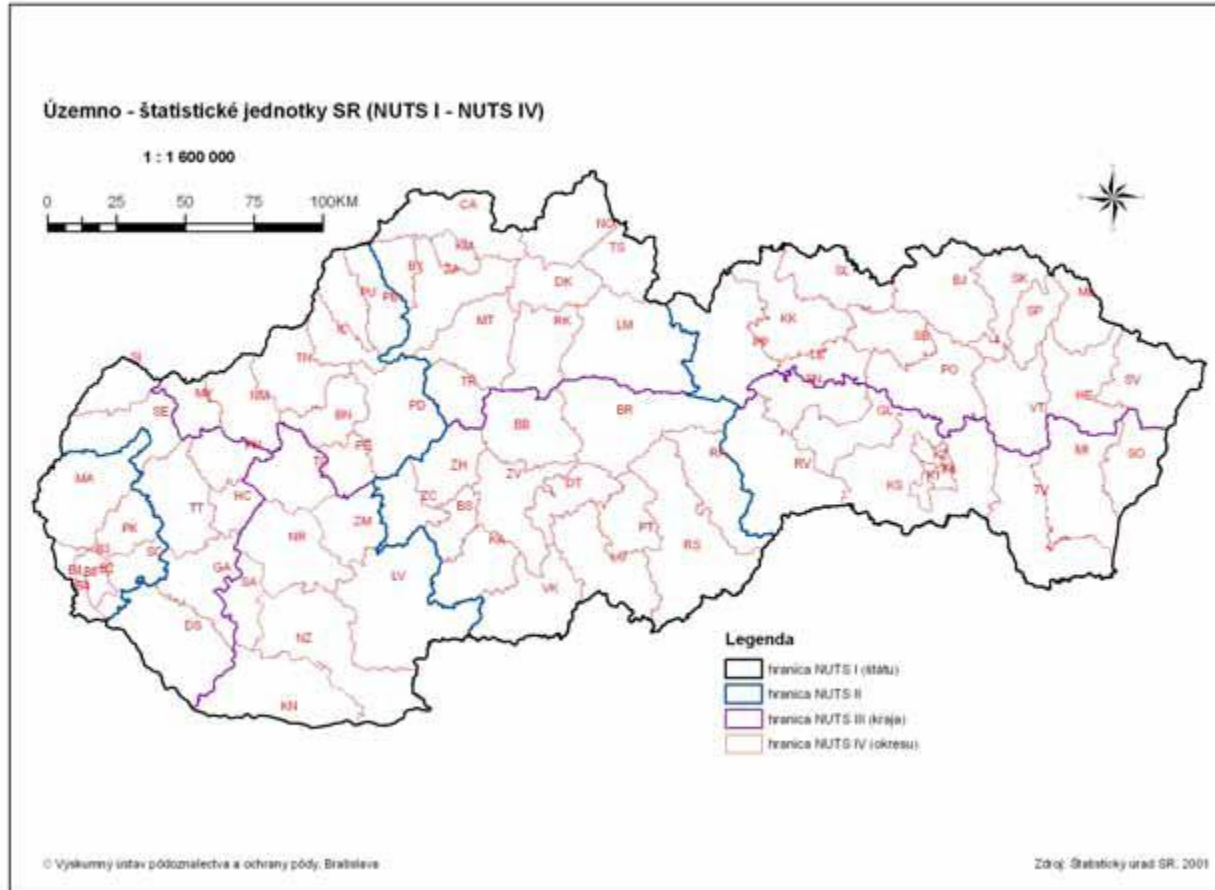 Územno - štatistické jednotky SR (NUTS I - NUTS IV)
1 : 1 600 000
0 25 50 75 100KM
CA
NO
TS
KM
BY
ZA
DK
PU
PB
IL
MT
RK
LM
TN
TR
SL
KK
BJ
SK
SP
ML
SB
PP
LE
SN
PO
SV
HE
VT
SI
SE
MY
NM
BN
PD
PE
BB
BR
GL
RV
KS
MI
SO
TV
MA
PK
TT
HC
ZH
ZV
DT
ZC
BS
ZM
NR
KA
PT
RS
SC
GA
SA
LV
VK
DS
NZ
KN
Legenda
hranica NUTS I (štátu)
hranica NUTS II
hranica NUTS III (kraja)
hranica NUTS IV (okresu)
© Výskumný ústav pôdoznalectva a ochrany pôdy, Bratislava
Zdroj: Štatistický úrad SR, 2001